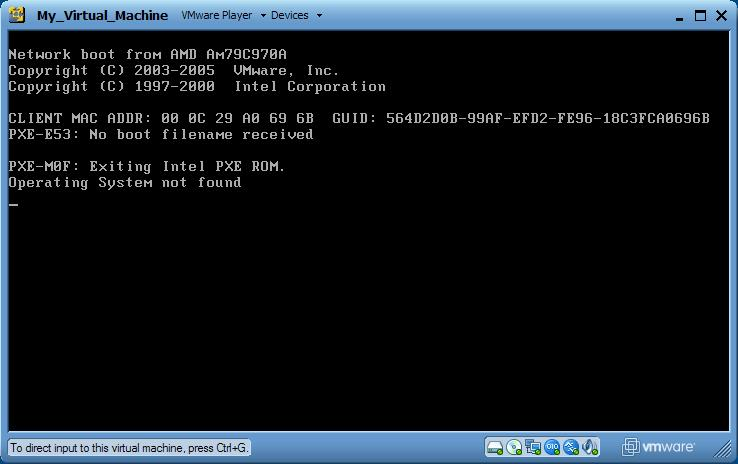 My_Virtual_Machine VMware Player Devices
Network boot from AMD Am79C970A
Copyright (C) 2003-2005  VMware, Inc.
Copyright (C) 1997-2000  Intel Corporation
CLIENT MAC ADDR: 00 0C 29 A0 69 6B  GUID: 564D2D0B-99AF-EFD2-FE96-18C3FCA0696B
PXE-E53: No boot filename received
PXE-M0F: Exiting Intel PXE ROM.
Operating System not found
To direct input to this virtual machine, press Ctrl+G.
vmware